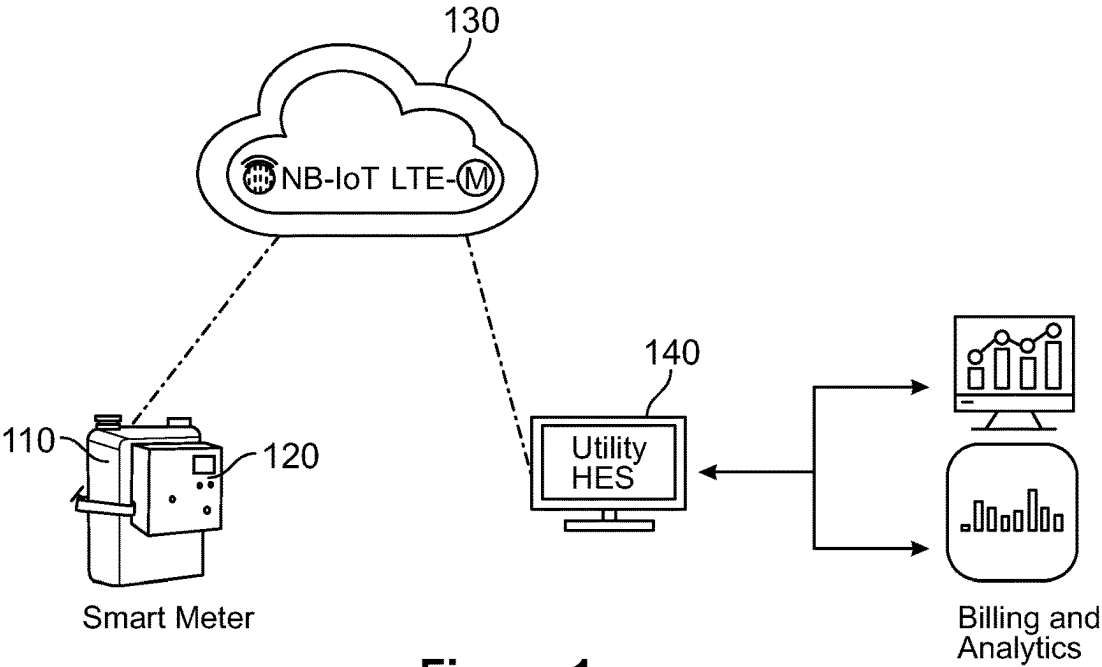 130
NB-IoT LTE-M
140
110
120
Utility
HES
Smart Meter
Billing and
Analytics
Figure 1